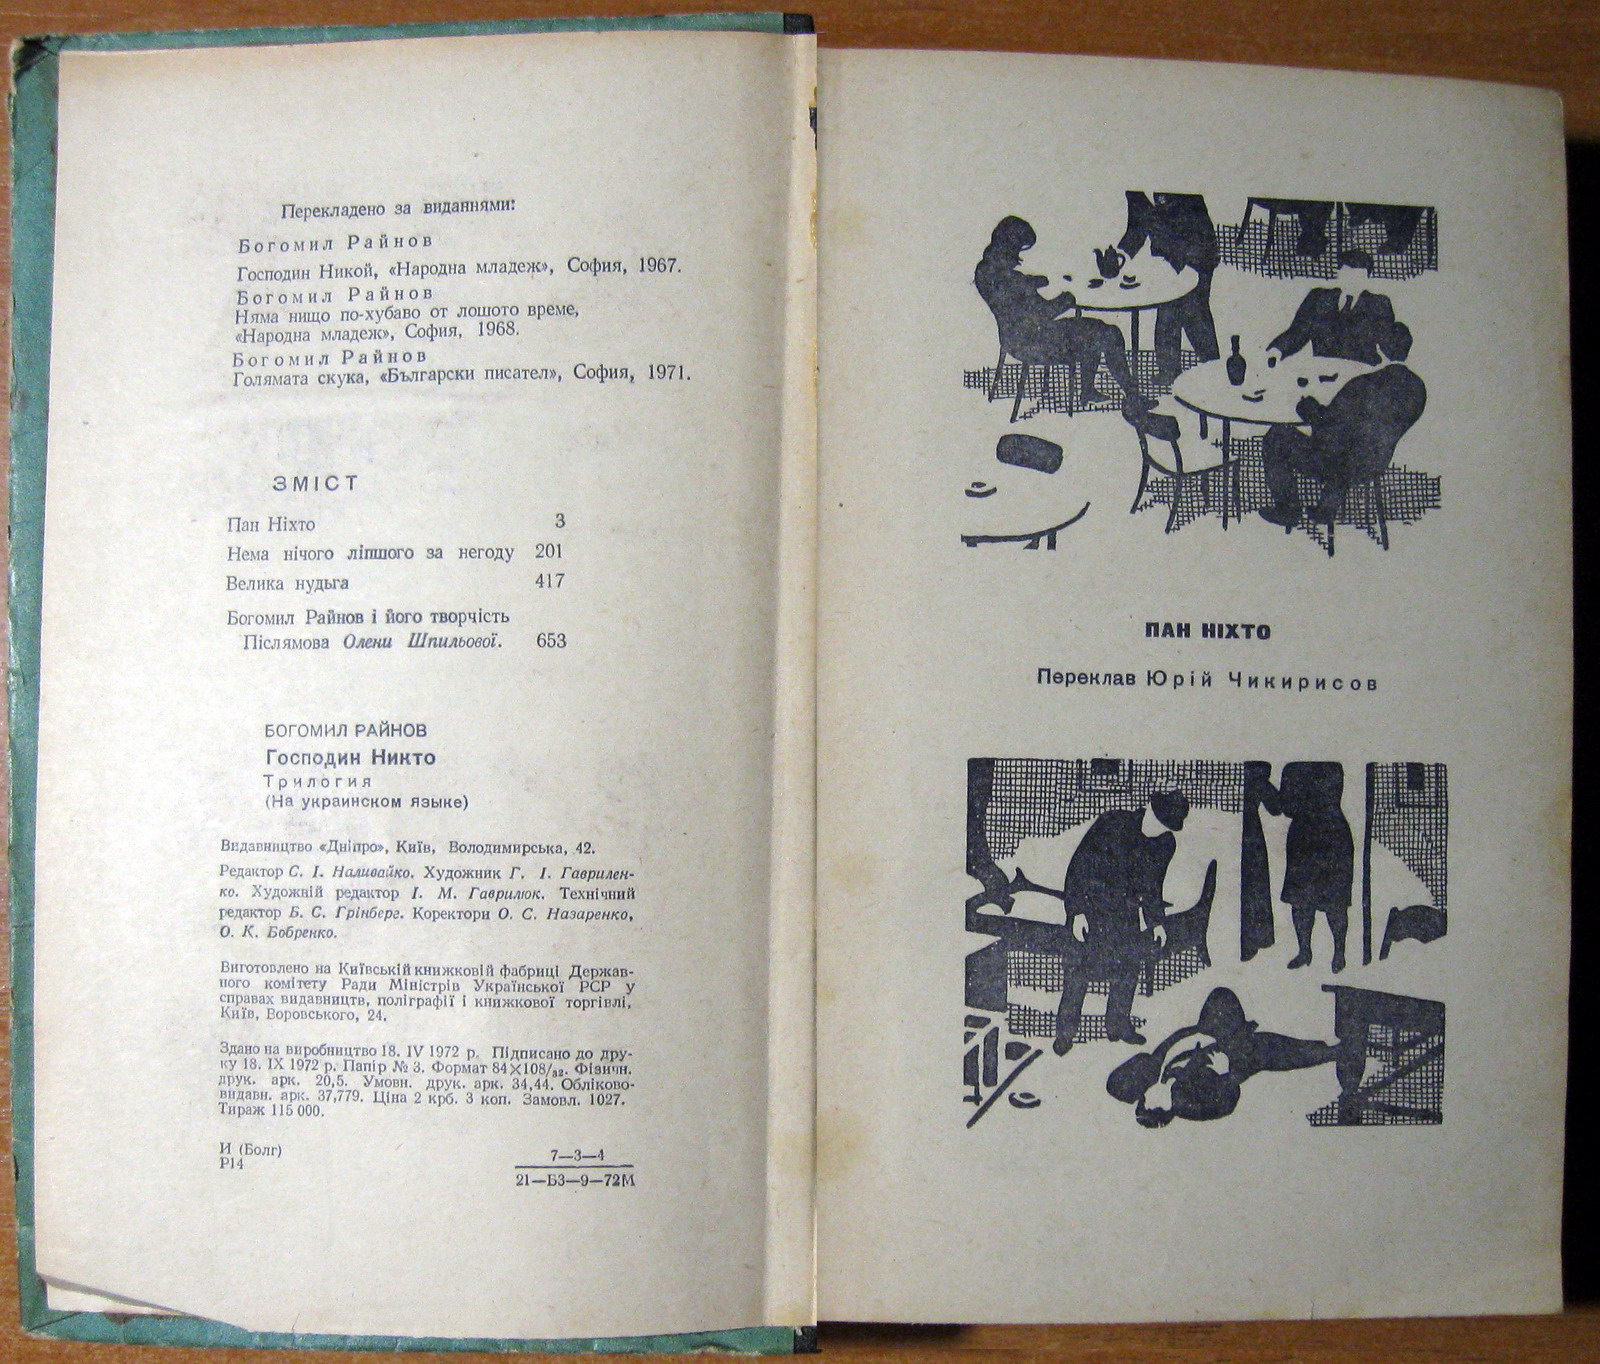 Перекладено за виданнями:
Богомил Райнов
Господин Никой, «Народна младеж», София, 1967.
Богомил Райнов
Няма нищо по-хубаво от лошото време,
«Народна младеж», София, 1968.
Богомил Райнов
Голямата скука, «Български писател», София, 1971.
ЗМІСТ
Пан Ніхто 3
Нема нічого ліпшого за негоду 201
Велика нудьга 417
Богомил Райнов і його творчість
Післямова Олени Шпильової. 653
БОГОМИЛ РАЙНОВ
Господин Никто
Трилогия
(На украинском языке)
Видавництво «Дніпро», Київ, Володимирська, 42.
Редактор С. І. Наливайко. Художник Г. І. Гавриленко-
ко. Художній редактор І. М. Гаврилюк. Технічний
редактор Б. С. Грінберг. Коректори О. С. Назаренко,
О. К. Бобренко.
Виготовлено на Київській книжковій фабриці Держав-
ного комітету Ради Міністрів Української РСР у
справах видавництв, поліграфії і книжкової торгівлі,
Київ, Воровського, 24.
Здано на виробництво 18. IV 1972 р. Підписано до дру-
ку 18. IX 1972 р. Папір № 3. Формат 84×108/32. Фізичн.
друк. арк. 20,5. Умовн. друк. арк. 34,44. Обліково-
видавн. арк. 37,779. Ціна 2 крб. 3 коп. Замовл. 1027.
Тираж 115 000.
И (Болг)
Р14
7—3—4
21—БЗ—9—72М
ПАН НІХТО
Переклав Юрій Чикирисов